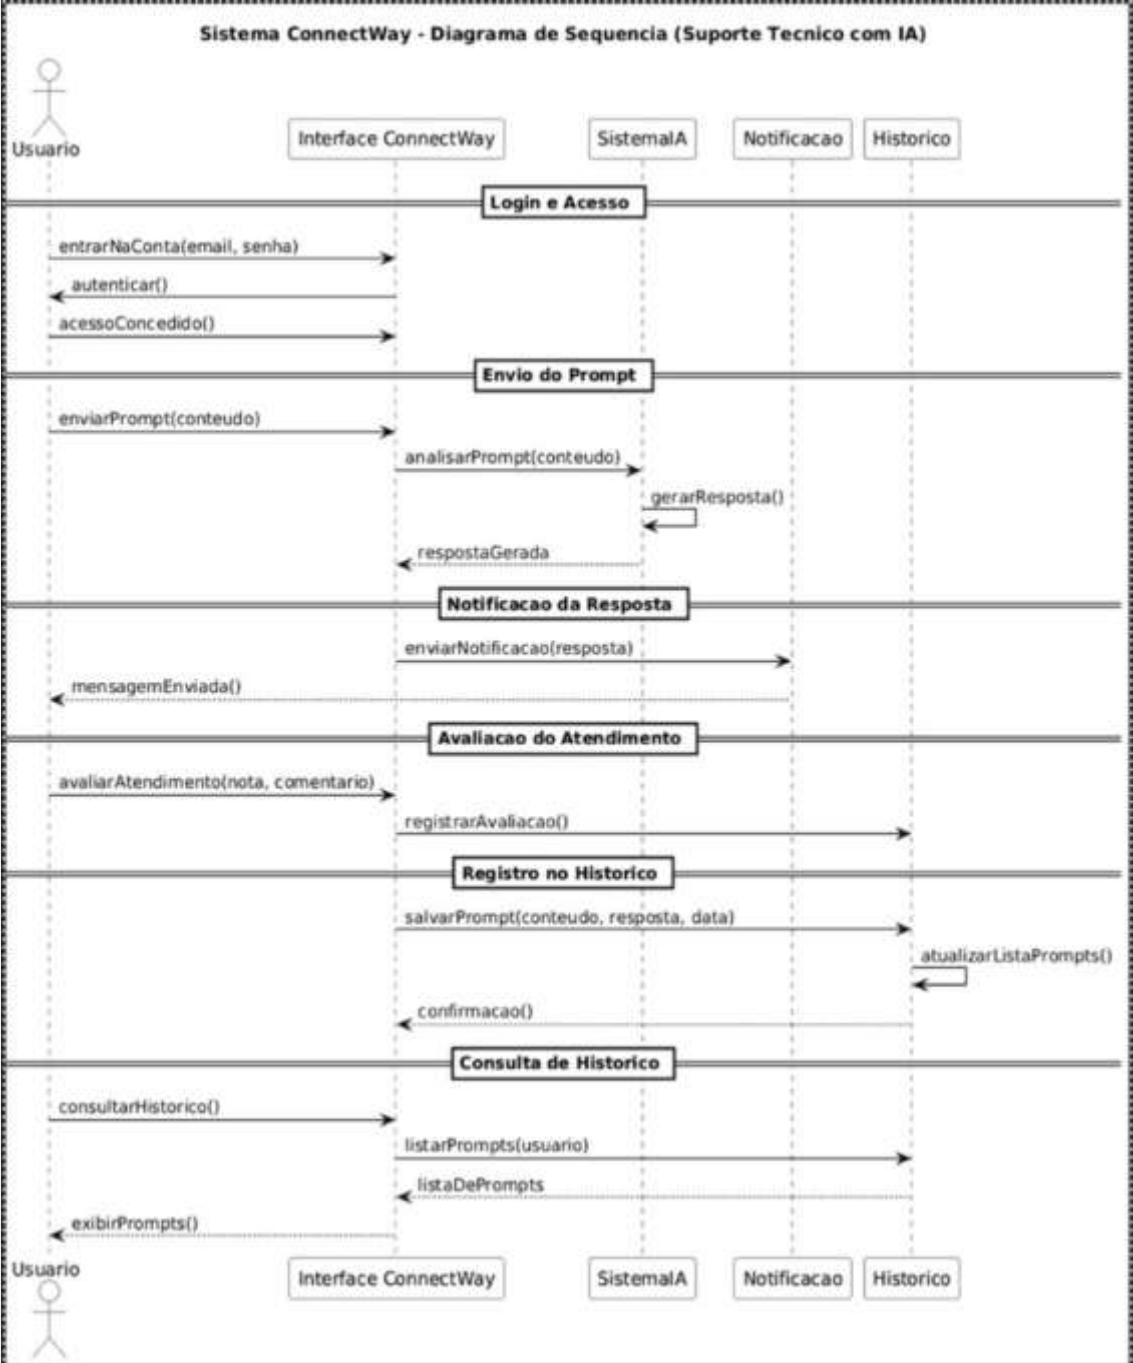 Sistema ConnectWay - Diagrama de Sequencia (Suporte Tecnico com IA)
Usuario
Interface ConnectWay
SistemaIA
Notificacao
Historico
Login e Acesso
entrarNaConta(email, senha)
autenticar()
acessoConcedido()
Envio do Prompt
enviarPrompt(conteudo)
analisarPrompt(conteudo)
gerarResposta()
respostaGerada
Notificacao da Resposta
enviarNotificacao(resposta)
mensagemEnviada()
Avaliacao do Atendimento
avaliarAtendimento(nota, comentario)
registrarAvaliacao()
Registro no Historico
salvarPrompt(conteudo, resposta, data)
atualizarListaPrompts()
confirmacao()
Consulta de Historico
consultarHistorico()
listarPrompts(usuario)
listaDePrompts
exibirPrompts()
Usuario
Interface ConnectWay
SistemaIA
Notificacao
Historico